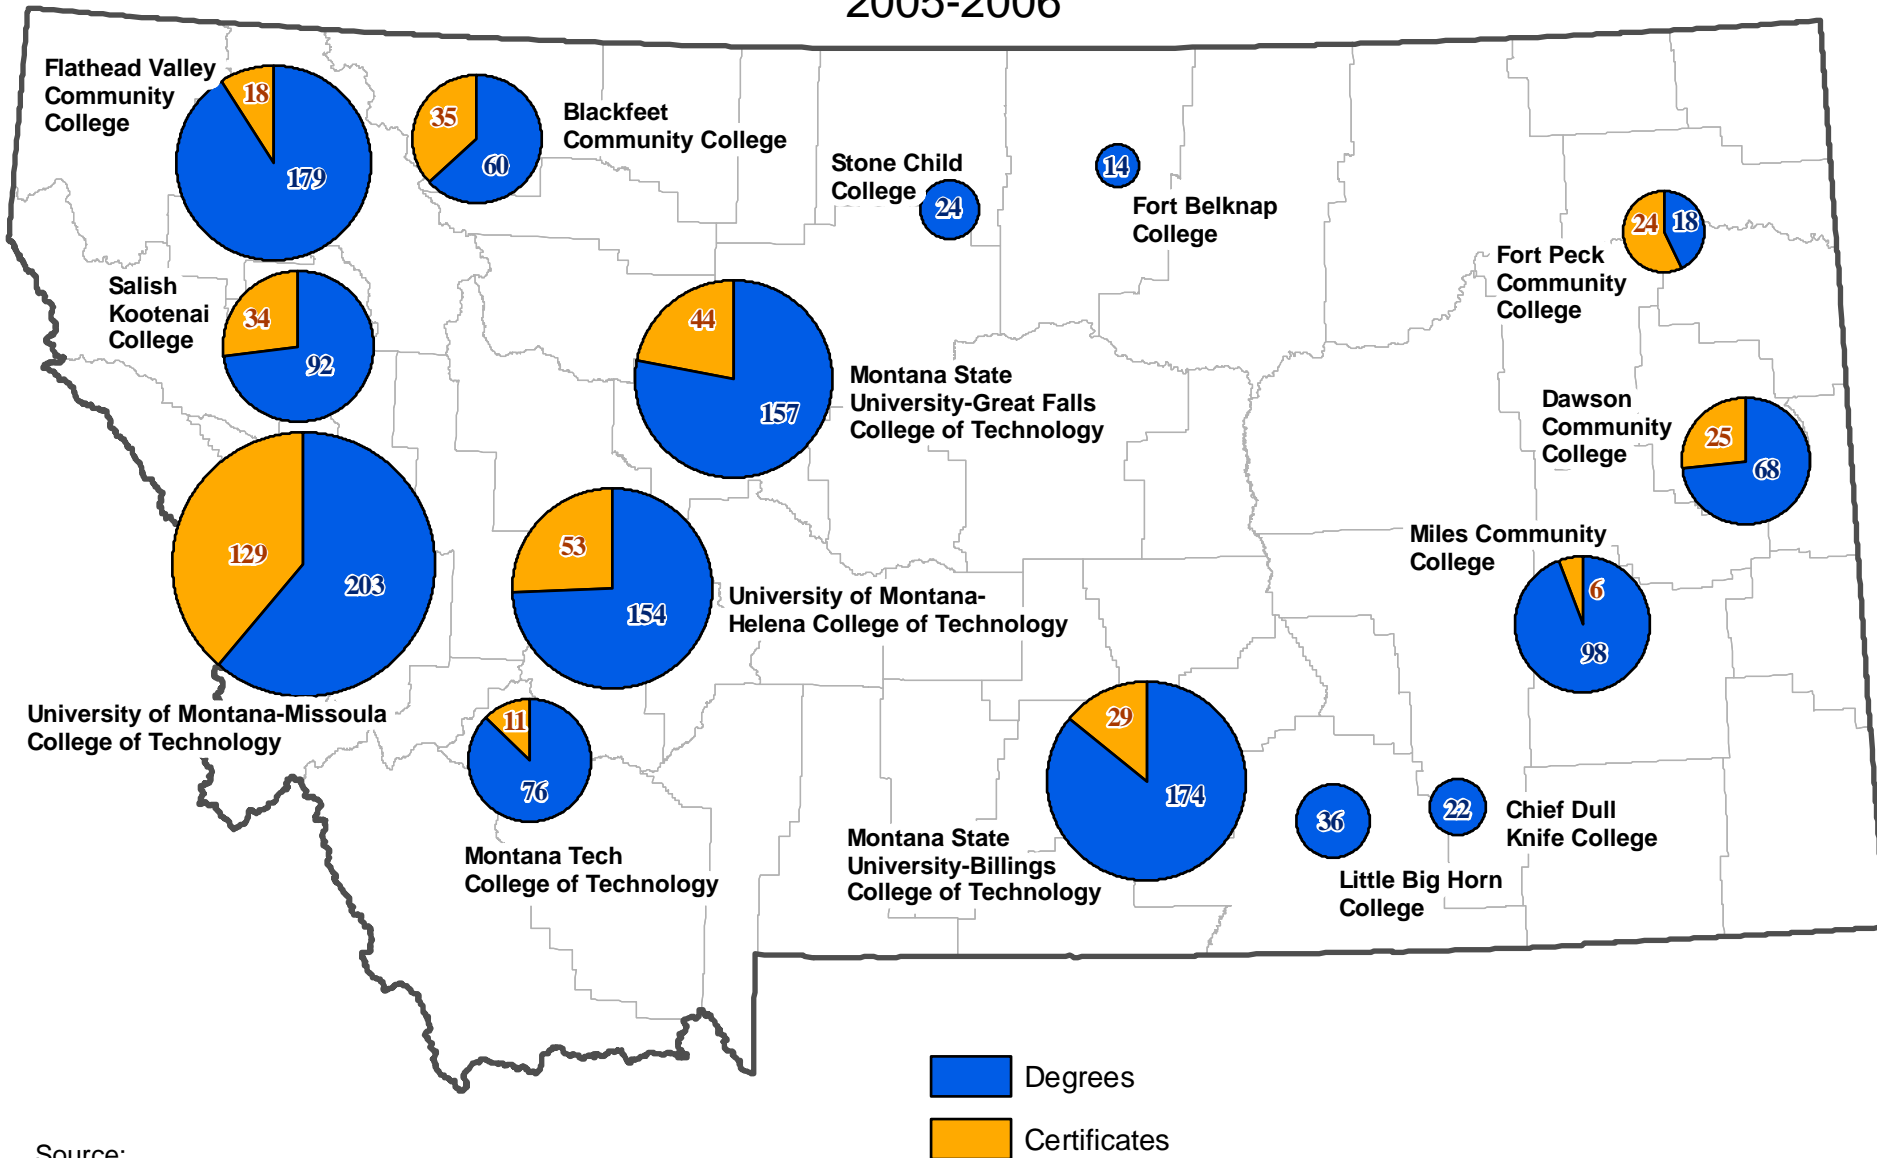 2005-2006
Flathead Valley
Community
College
18
179
35
60
Blackfeet
Community College
Stone Child
College
24
14
Fort Belknap
College
24
18
Fort Peck
Community
College
Salish
Kootenai
College
34
92
44
157
Montana State
University-Great Falls
College of Technology
Dawson
Community
College
25
68
129
203
University of Montana-Missoula
College of Technology
53
154
University of Montana-
Helena College of Technology
Miles Community
College
6
98
11
76
Montana Tech
College of Technology
29
174
Montana State
University-Billings
College of Technology
36
Little Big Horn
College
22
Chief Dull
Knife College
Degrees
Certificates
Source: